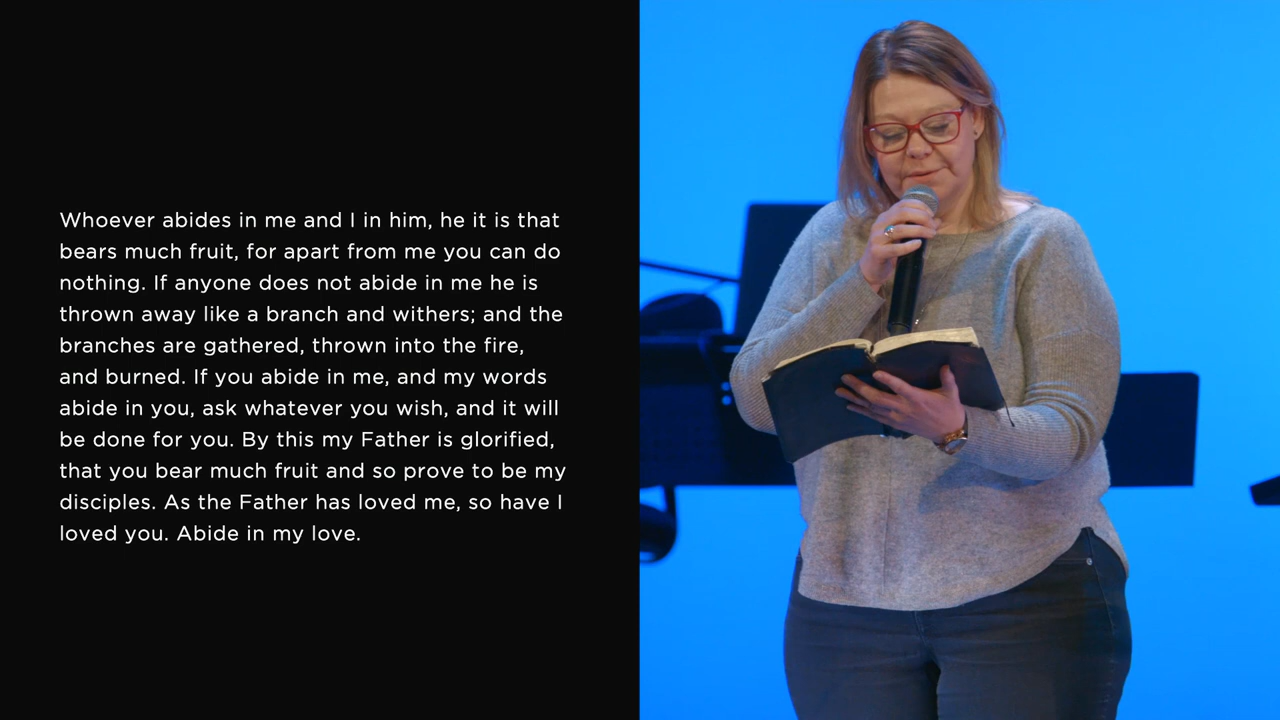 Whoever abides in me and I in him, he it is that
bears much fruit, for apart from me you can do
nothing. If anyone does not abide in me he is
thrown away like a branch and withers; and the
branches are gathered, thrown into the fire,
and burned. If you abide in me, and my words
abide in you, ask whatever you wish, and it will
be done for you. By this my Father is glorified,
that you bear much fruit and so prove to be my
disciples. As the Father has loved me, so have I
loved you. Abide in my love.